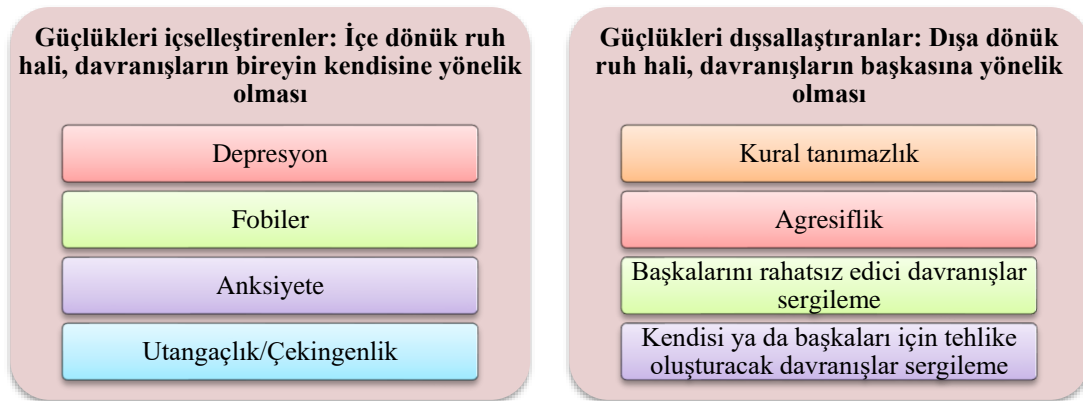 Güçlükleri içselleştirenler: İçe dönük ruh
hali, davranışların bireyin kendisine yönelik
olması
Depresyon
Fobiler
Anksiyete
Utangaçlık/Çekingenlik
Güçlükleri dışsallaştıranlar: Dışa dönük
ruh hali, davranışların başkasına yönelik
olması
Kural tanımazlık
Agresiflik
Başkalarını rahatsız edici davranışlar
sergileme
Kendisi ya da başkaları için tehlike
oluşturacak davranışlar sergileme